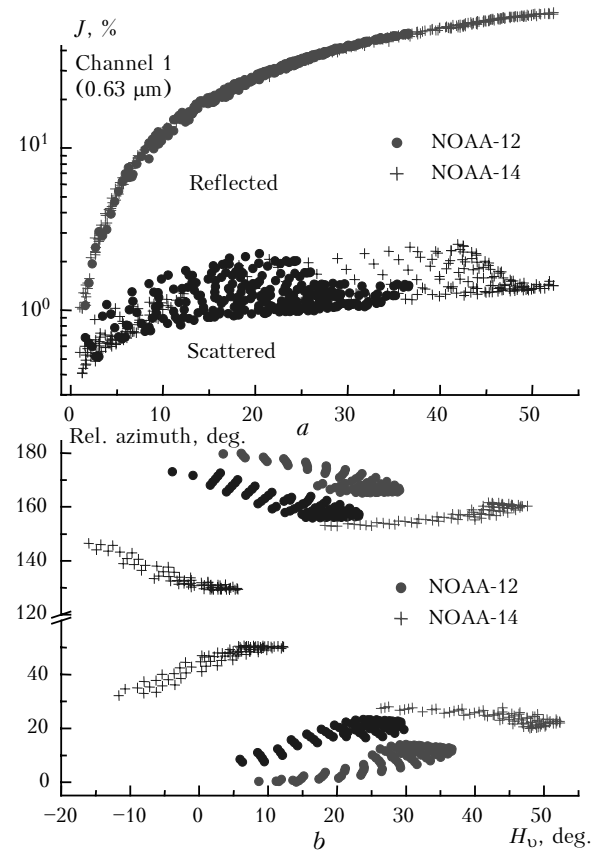 J, %
Channel 1
(0.63 μm)
10¹
NOAA-12
NOAA-14
Reflected
10⁰
Scattered
0 10 20 30 40 50
a
Rel. azimuth, deg.
180
160
140
NOAA-12
120
NOAA-14
40
20
0
−20 −10 0 10 20 30 40 50
b Hυ, deg.